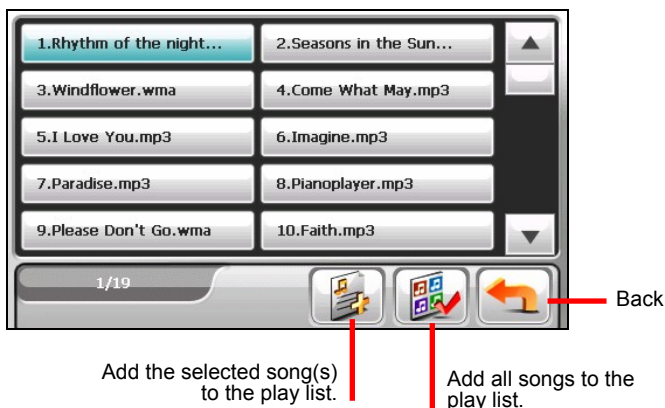 1.Rhythm of the night...
2.Seasons in the Sun...
3.Windflower.wma
4.Come What May.mp3
5.I Love You.mp3
6.Imagine.mp3
7.Paradise.mp3
8.Pianoplayer.mp3
9.Please Don't Go.wma
10.Faith.mp3
1/19
Back
Add the selected song(s)
to the play list.
Add all songs to the
play list.